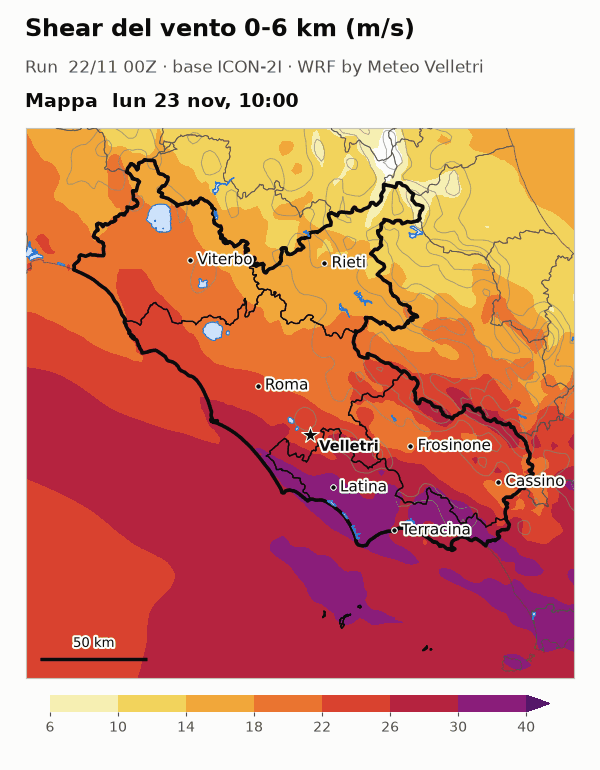 Shear del vento 0-6 km (m/s)
Run  22/11 00Z · base ICON-2I · WRF by Meteo Velletri
Mappa  lun 23 nov, 10:00
Viterbo
Rieti
Roma
Velletri
Frosinone
Latina
Cassino
Terracina
50 km
6 10 14 18 22 26 30 40